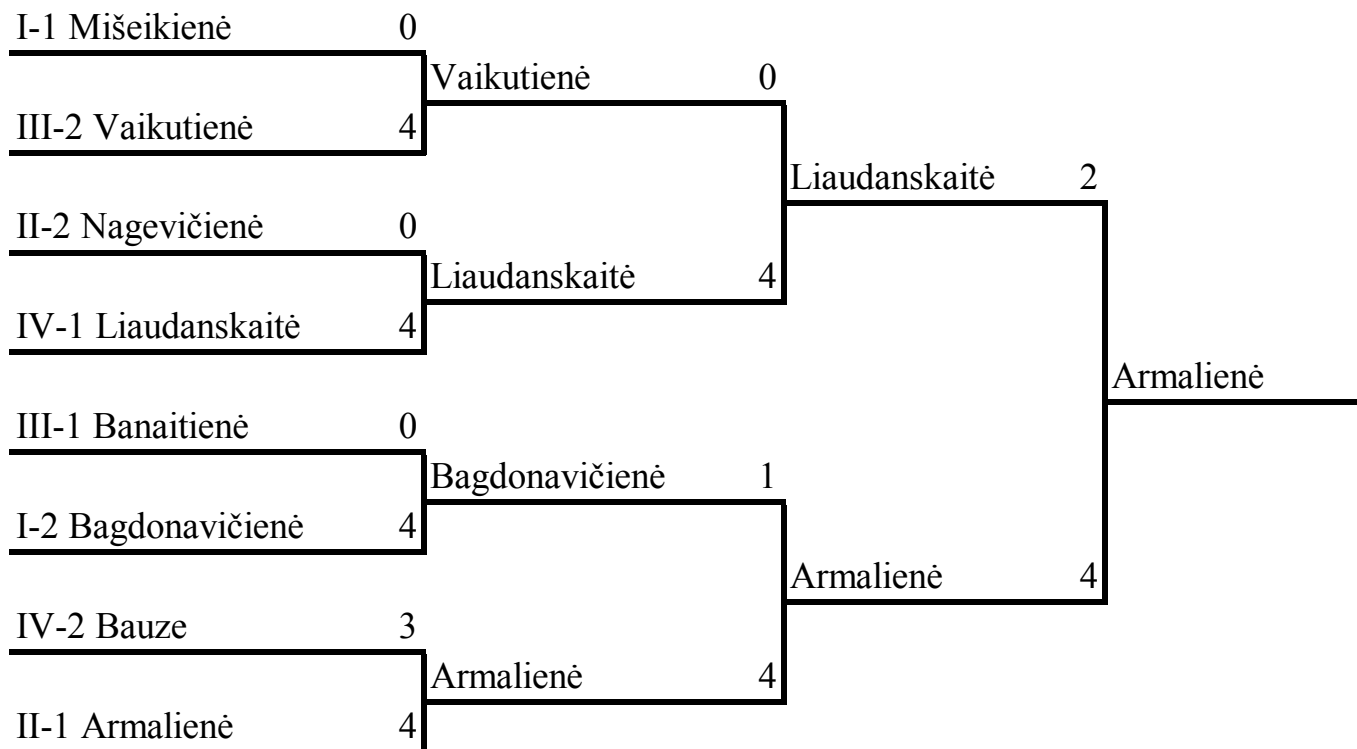 I-1 Mišeikienė 0
Vaikutienė 0
III-2 Vaikutienė 4
Liaudanskaitė 2
II-2 Nagevičienė 0
Liaudanskaitė 4
IV-1 Liaudanskaitė 4
Armalienė
III-1 Banaitienė 0
Bagdonavičienė 1
I-2 Bagdonavičienė 4
Armalienė 4
IV-2 Bauze 3
Armalienė 4
II-1 Armalienė 4